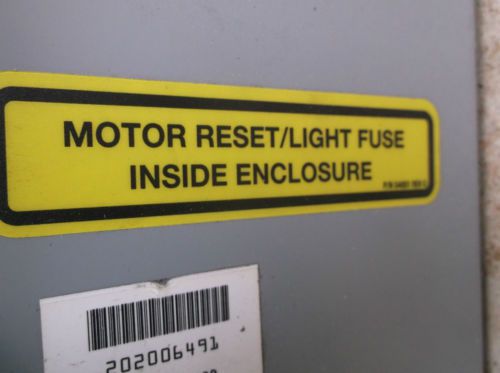 MOTOR RESET/LIGHT FUSE
INSIDE ENCLOSURE
202006491